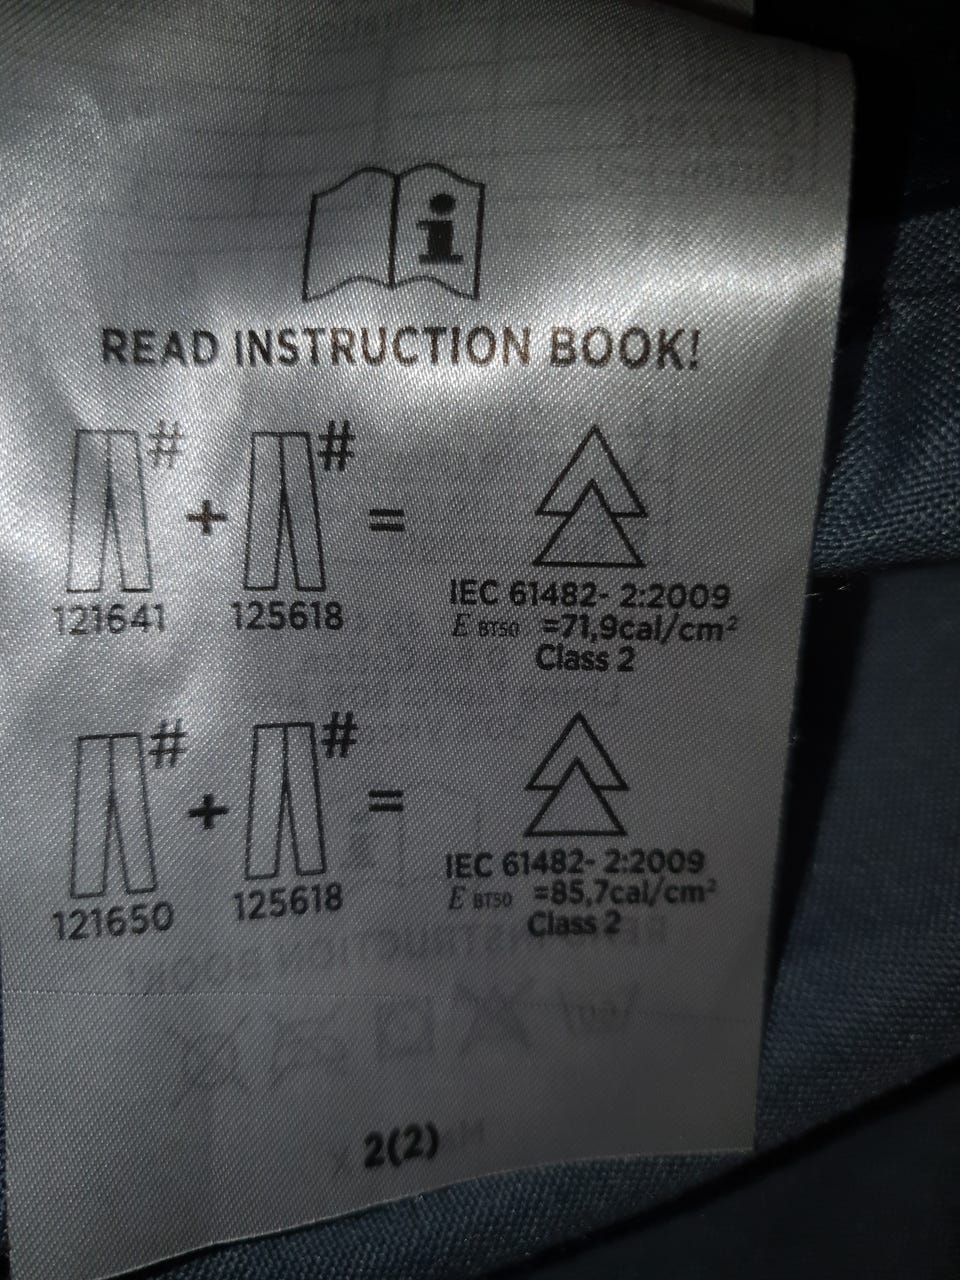 i
READ INSTRUCTION BOOK!
# + # =
121641 125618
IEC 61482- 2:2009
E BT50 =71,9cal/cm²
Class 2
# + # =
121650 125618
IEC 61482- 2:2009
E BT50 =85,7cal/cm²
Class 2
2(2)